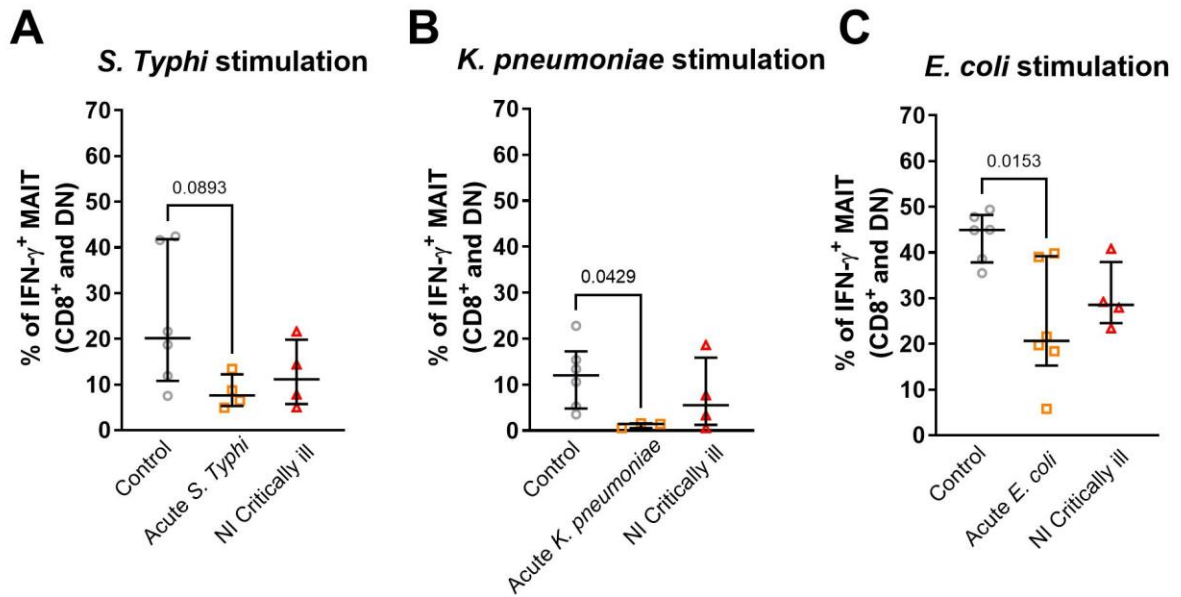 A
S. Typhi stimulation
% of IFN-γ⁺ MAIT
(CD8⁺ and DN)
70
60
50
40
30
20
10
0
0.0893
Control
Acute S. Typhi
NI Critically ill
B
K. pneumoniae stimulation
% of IFN-γ⁺ MAIT
(CD8⁺ and DN)
70
60
50
40
30
20
10
0
0.0429
Control
Acute K. pneumoniae
NI Critically ill
C
E. coli stimulation
% of IFN-γ⁺ MAIT
(CD8⁺ and DN)
70
60
50
40
30
20
10
0
0.0153
Control
Acute E. coli
NI Critically ill